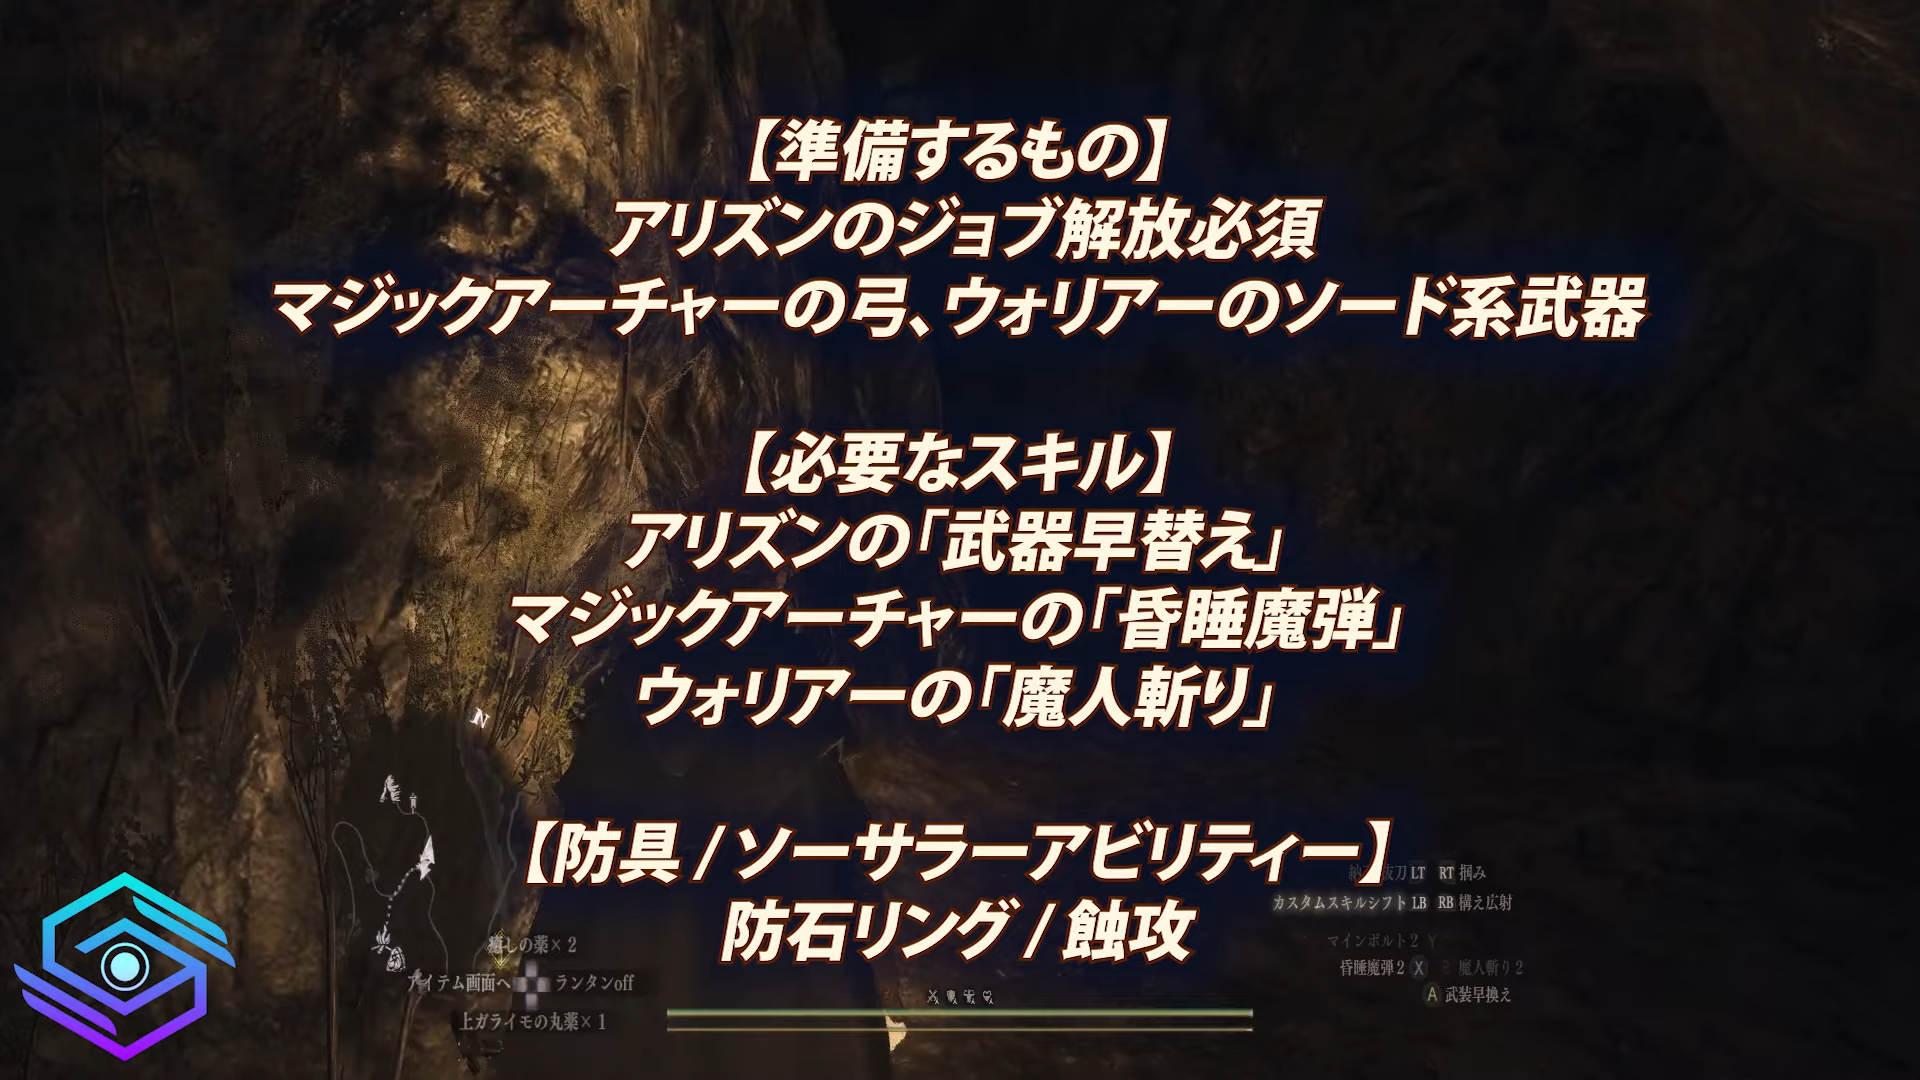 【準備するもの】
アリズンのジョブ解放必須
マジックアーチャーの弓、ウォリアーのソード系武器
【必要なスキル】
アリズンの「武器早替え」
マジックアーチャーの「昏睡魔弾」
ウォリアーの「魔人斬り」
【防具/ソーサラーアビリティー】
防石リング/蝕攻
N
癒しの薬×2
アイテム画面へ ランタンoff
上ガライモの丸薬×1
抜刀 LT RT 掴み
カスタムスキルシフト LB RB 構え広射
マインボルト2 Y
昏睡魔弾2 X B 魔人斬り2
A 武装早換え